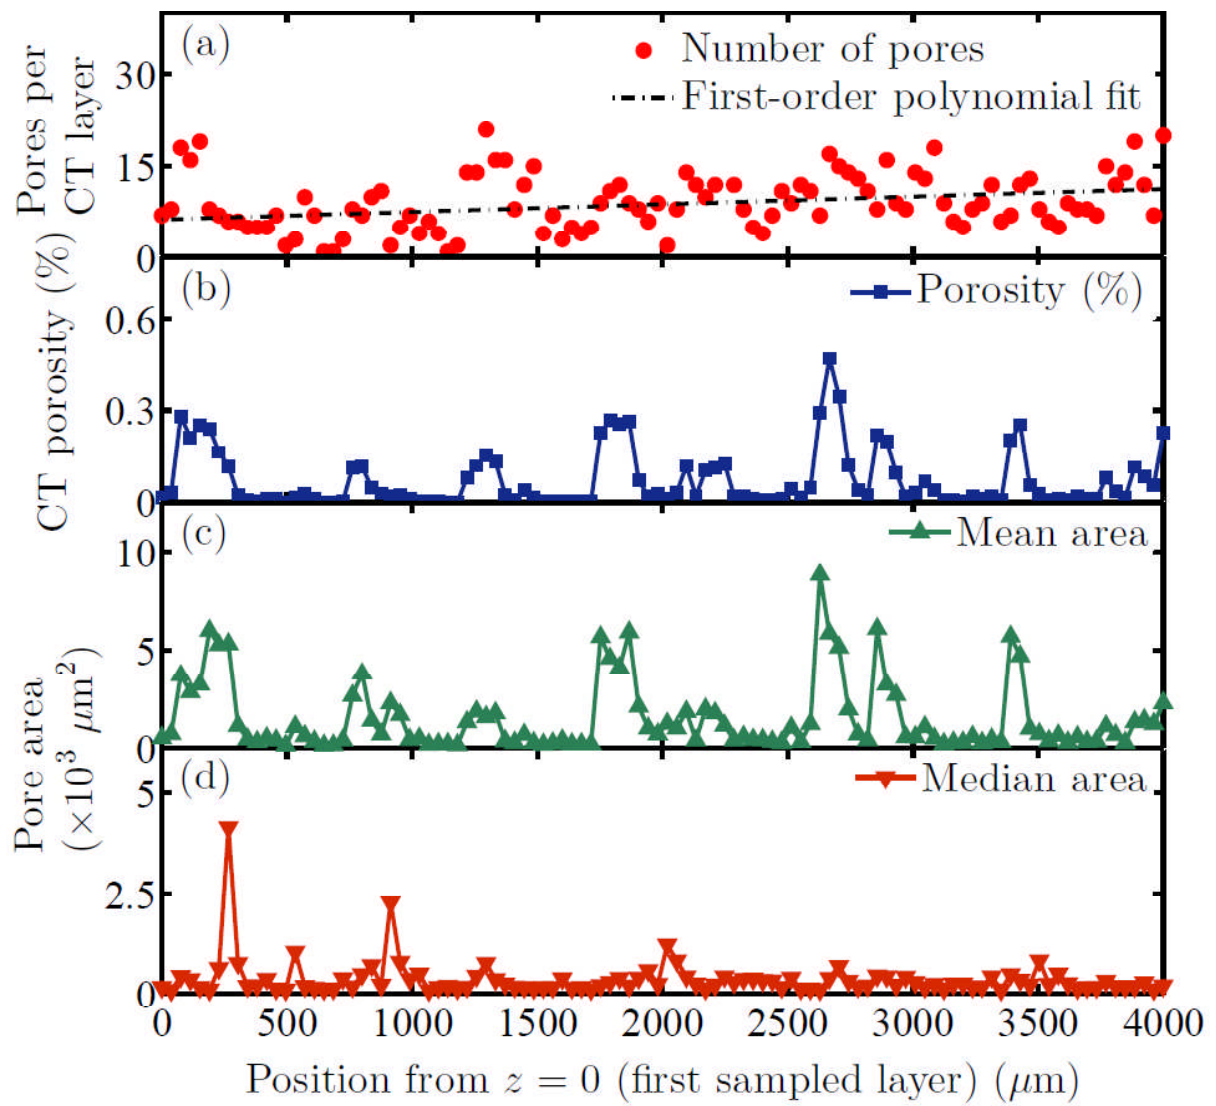 (a)
Number of pores
First-order polynomial fit
Pores per
CT layer
30
15
0
(b)
Porosity (%)
CT porosity (%)
0.6
0.3
0
(c)
Mean area
10
5
0
Pore area
(×10³ μm²)
(d)
Median area
5
2.5
0
0 500 1000 1500 2000 2500 3000 3500 4000
Position from z = 0 (first sampled layer) (μm)